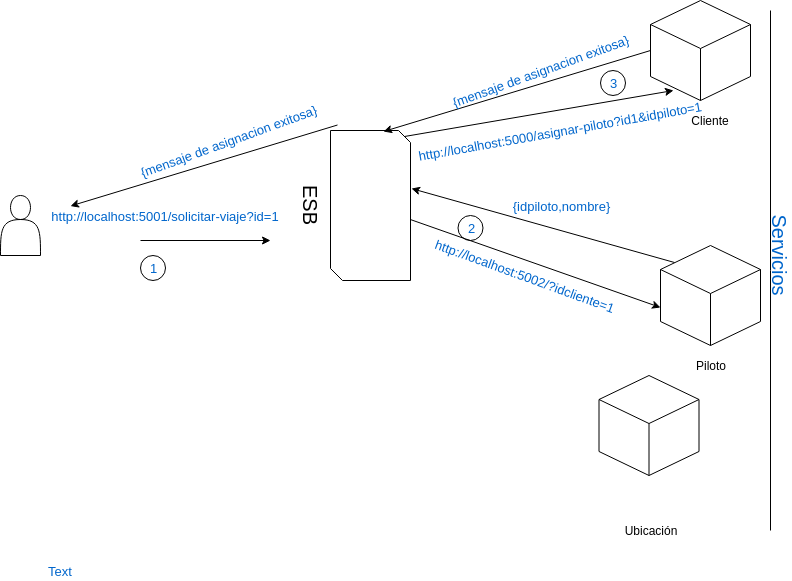 {mensaje de asignacion exitosa}
3
http://localhost:5000/asignar-piloto?id1&idpiloto=1
Cliente
{mensaje de asignacion exitosa}
http://localhost:5001/solicitar-viaje?id=1
1
ESB
{idpiloto,nombre}
2
http://localhost:5002/?idcliente=1
Servicios
Piloto
Ubicación
Text